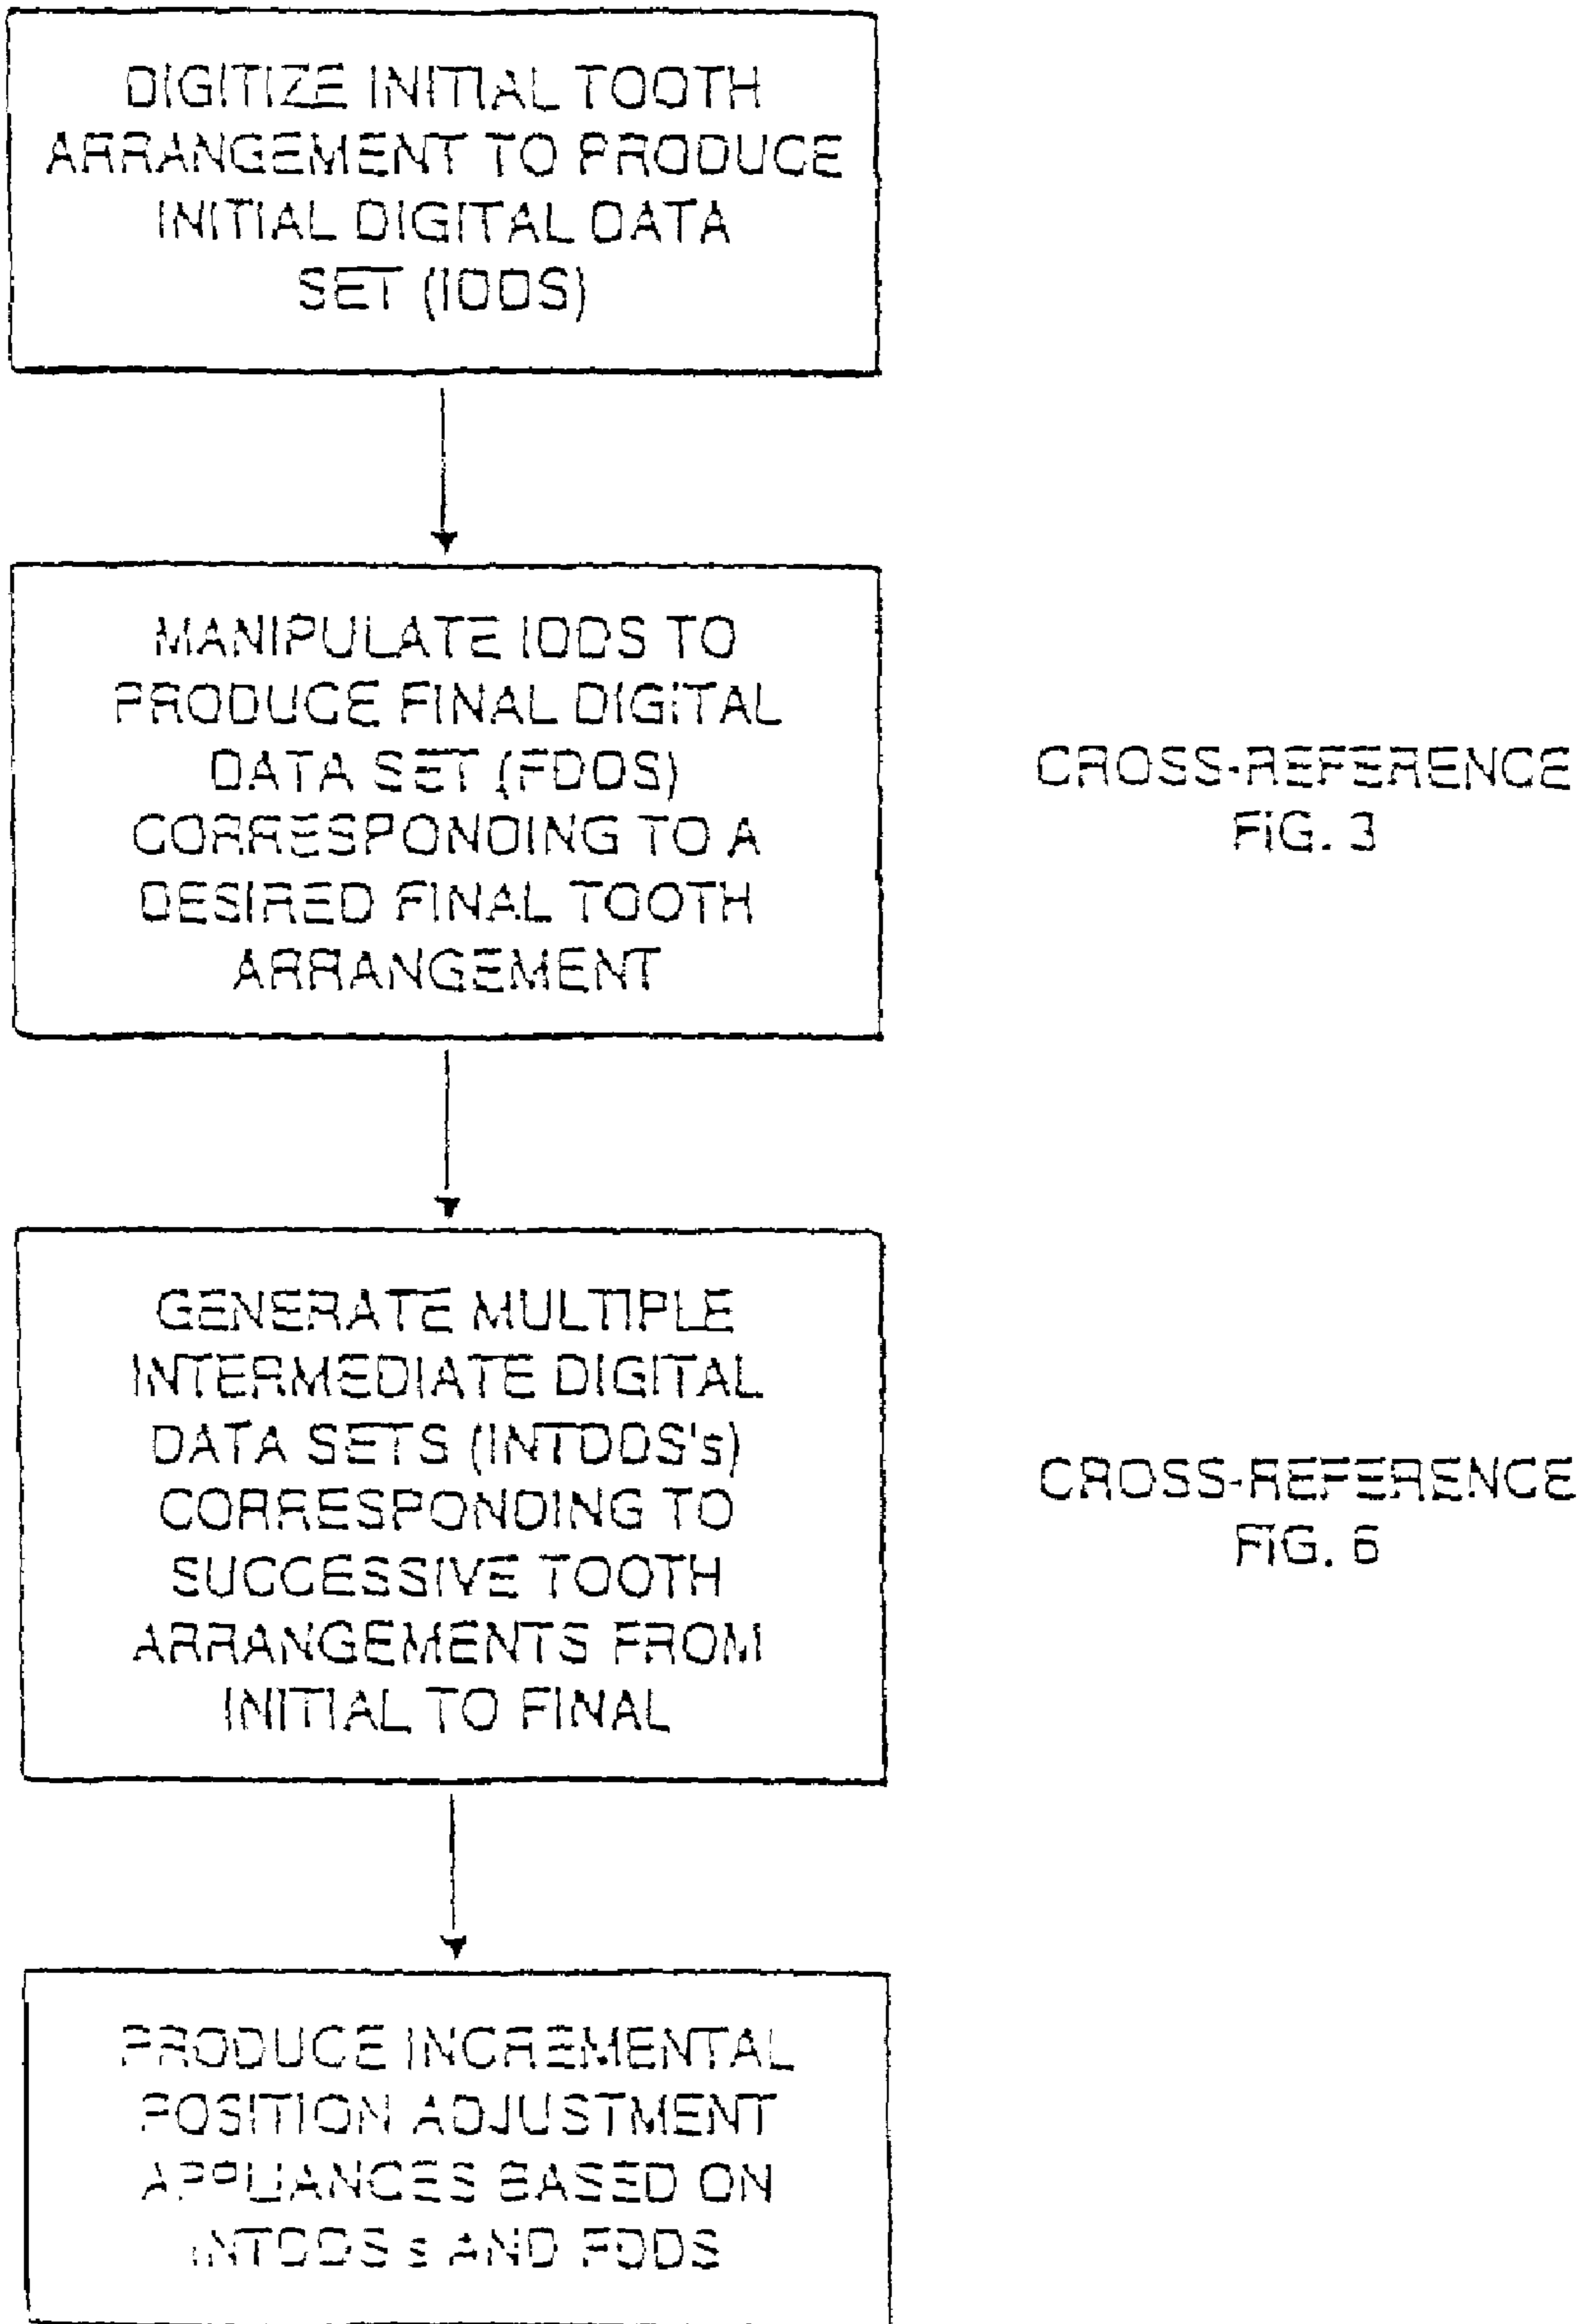 DIGITIZE INITIAL TOOTH
ARRANGEMENT TO PRODUCE
INITIAL DIGITAL DATA
SET (IDDS)
MANIPULATE IDDS TO
PRODUCE FINAL DIGITAL
DATA SET (FDDS)
CORRESPONDING TO A
DESIRED FINAL TOOTH
ARRANGEMENT
CROSS-REFERENCE
FIG. 3
GENERATE MULTIPLE
INTERMEDIATE DIGITAL
DATA SETS (INTDDS's)
CORRESPONDING TO
SUCCESSIVE TOOTH
ARRANGEMENTS FROM
INITIAL TO FINAL
CROSS-REFERENCE
FIG. 6
PRODUCE INCREMENTAL
POSITION ADJUSTMENT
APPLIANCES BASED ON
INTDDS's AND FDDS